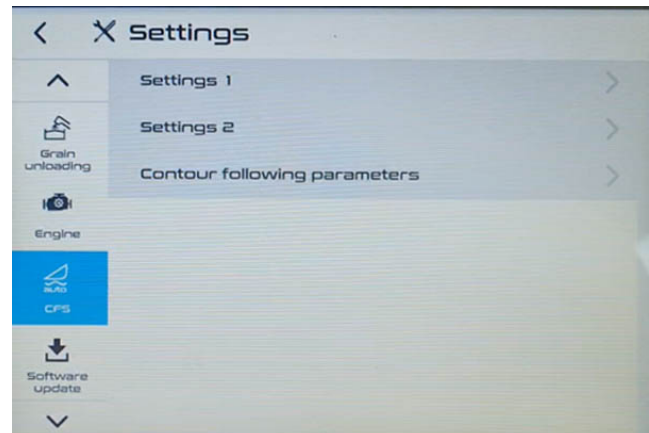 Settings
Settings 1
Settings 2
Contour following parameters
Grain
unloading
Engine
AUTO
CFS
Software
update